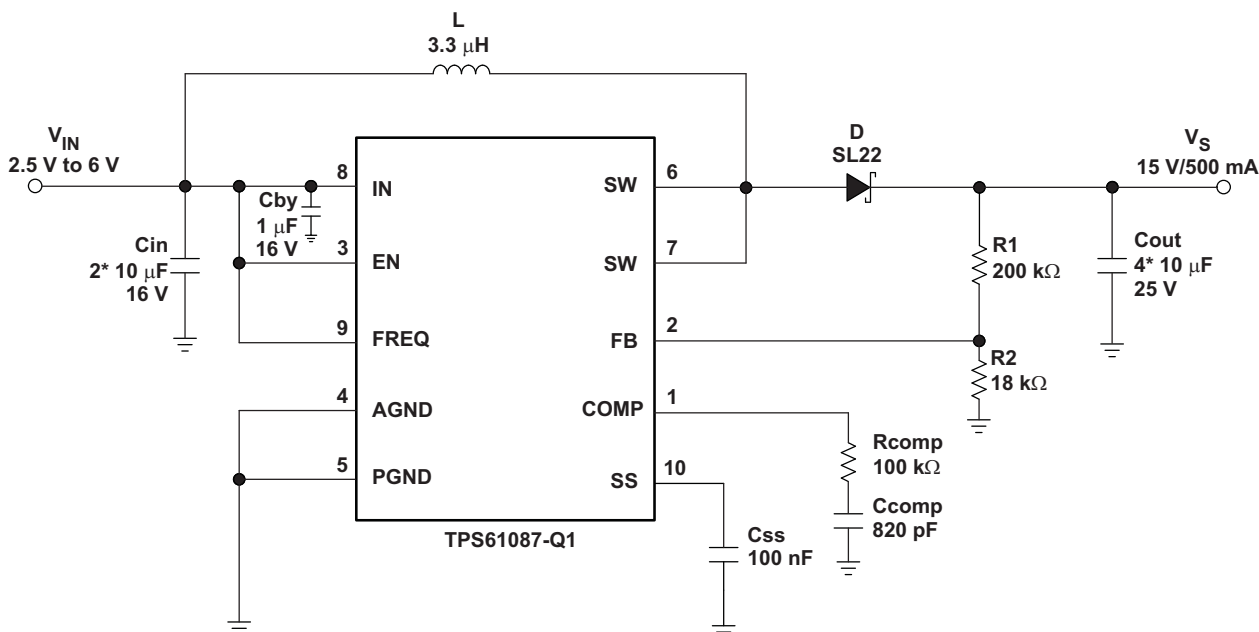 L
3.3 μH
V_IN
2.5 V to 6 V
D
SL22
V_S
15 V/500 mA
8
IN
SW
6
Cby
1 μF
16 V
Cin
2* 10 μF
16 V
3
EN
SW
7
R1
200 kΩ
Cout
4* 10 μF
25 V
9
FREQ
FB
2
R2
18 kΩ
4
AGND
COMP
1
Rcomp
100 kΩ
5
PGND
SS
10
Ccomp
820 pF
TPS61087-Q1
Css
100 nF